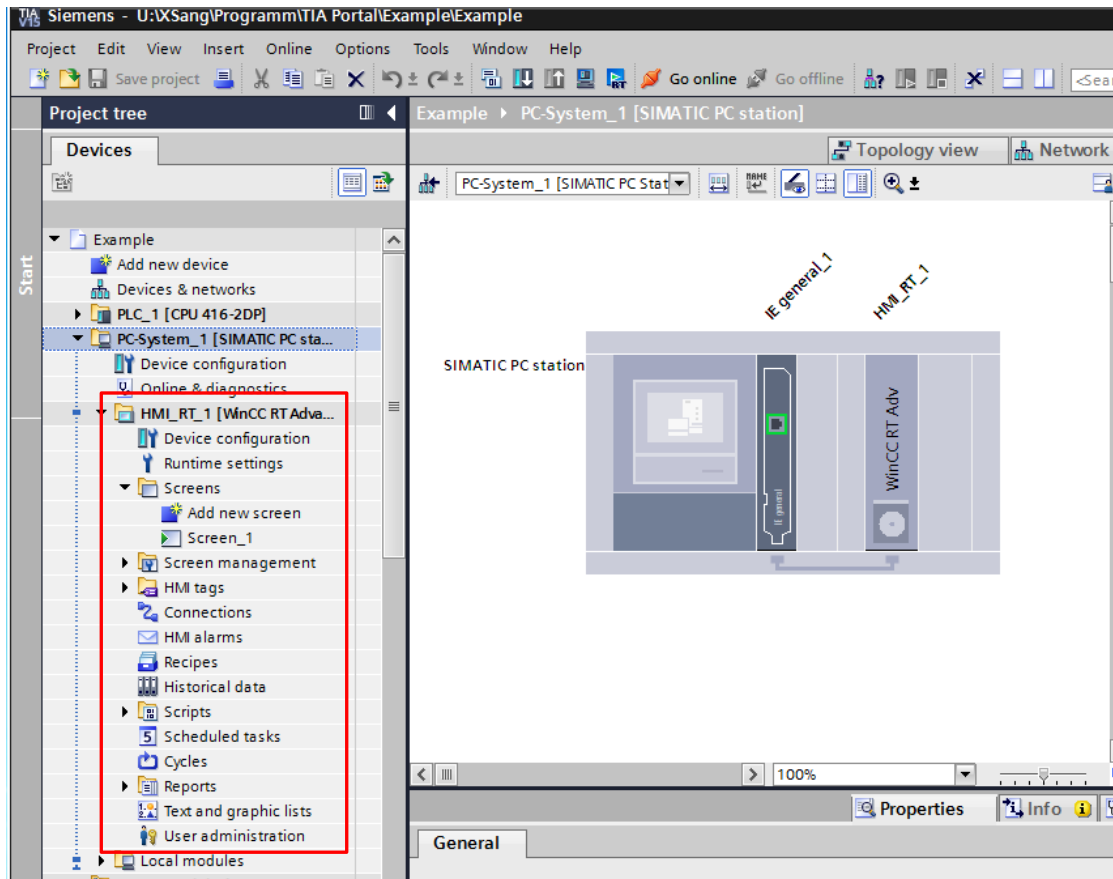 Siemens - U:\XSang\Programm\TIA Portal\Example\Example
Project Edit View Insert Online Options Tools Window Help
Save project Go online Go offline
Project tree
Example PC-System_1 [SIMATIC PC station]
Devices
Topology view Network
PC-System_1 [SIMATIC PC Stat
Start
Example
Add new device
Devices & networks
PLC_1 [CPU 416-2DP]
PC-System_1 [SIMATIC PC sta...
Device configuration
Online & diagnostics
HMI_RT_1 [WinCC RT Adva...
Device configuration
Runtime settings
Screens
Add new screen
Screen_1
Screen management
HMI tags
Connections
HMI alarms
Recipes
Historical data
Scripts
Scheduled tasks
Cycles
Reports
Text and graphic lists
User administration
Local modules
IE general_1
HMI_RT_1
SIMATIC PC station
WinCC RT Adv
IE general
100%
Properties Info
General